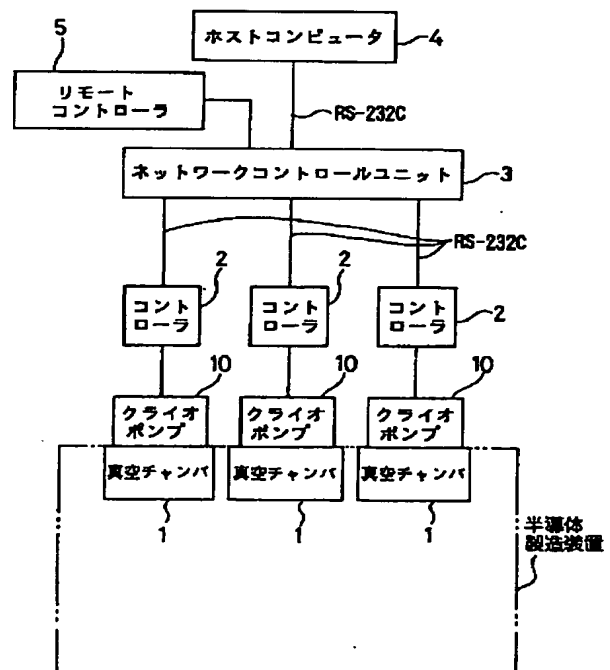 5
ホストコンピュータ
4
リモート
コントローラ
RS-232C
ネットワークコントロールユニット
3
RS-232C
2
2
コント
ローラ
コント
ローラ
コント
ローラ
2
10
10
10
クライオ
ポンプ
クライオ
ポンプ
クライオ
ポンプ
真空チャンバ
真空チャンバ
真空チャンバ
1
1
1
半導体
製造装置